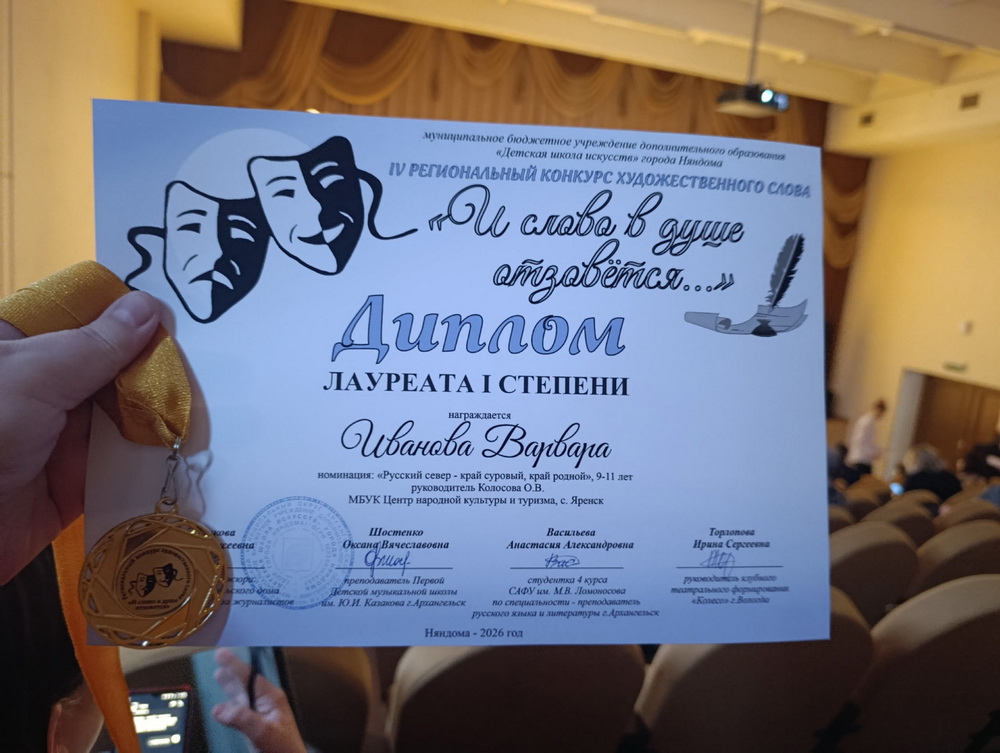 муниципальное бюджетное учреждение дополнительного образования
«Детская школа искусств» города Няндома
IV РЕГИОНАЛЬНЫЙ КОНКУРС ХУДОЖЕСТВЕННОГО СЛОВА
«И слово в душе
отзовётся...»
Диплом
ЛАУРЕАТА I СТЕПЕНИ
награждается
Иванова Варвара
номинация: «Русский север - край суровый, край родной», 9-11 лет
руководитель Колосова О.В.
МБУК Центр народной культуры и туризма, с. Яренск
Шостенко
Оксана Вячеславовна
преподаватель Первой
Детской музыкальной школы
им. Ю.И. Казакова г.Архангельск
Васильева
Анастасия Александровна
студентка 4 курса
САФУ им. М.В. Ломоносова
по специальности - преподаватель
русского языка и литературы г.Архангельск
Торлопова
Ирина Сергеевна
руководитель клубного
театрального формирования
«Колесо» г.Вологда
журналистов
Няндома - 2026 год